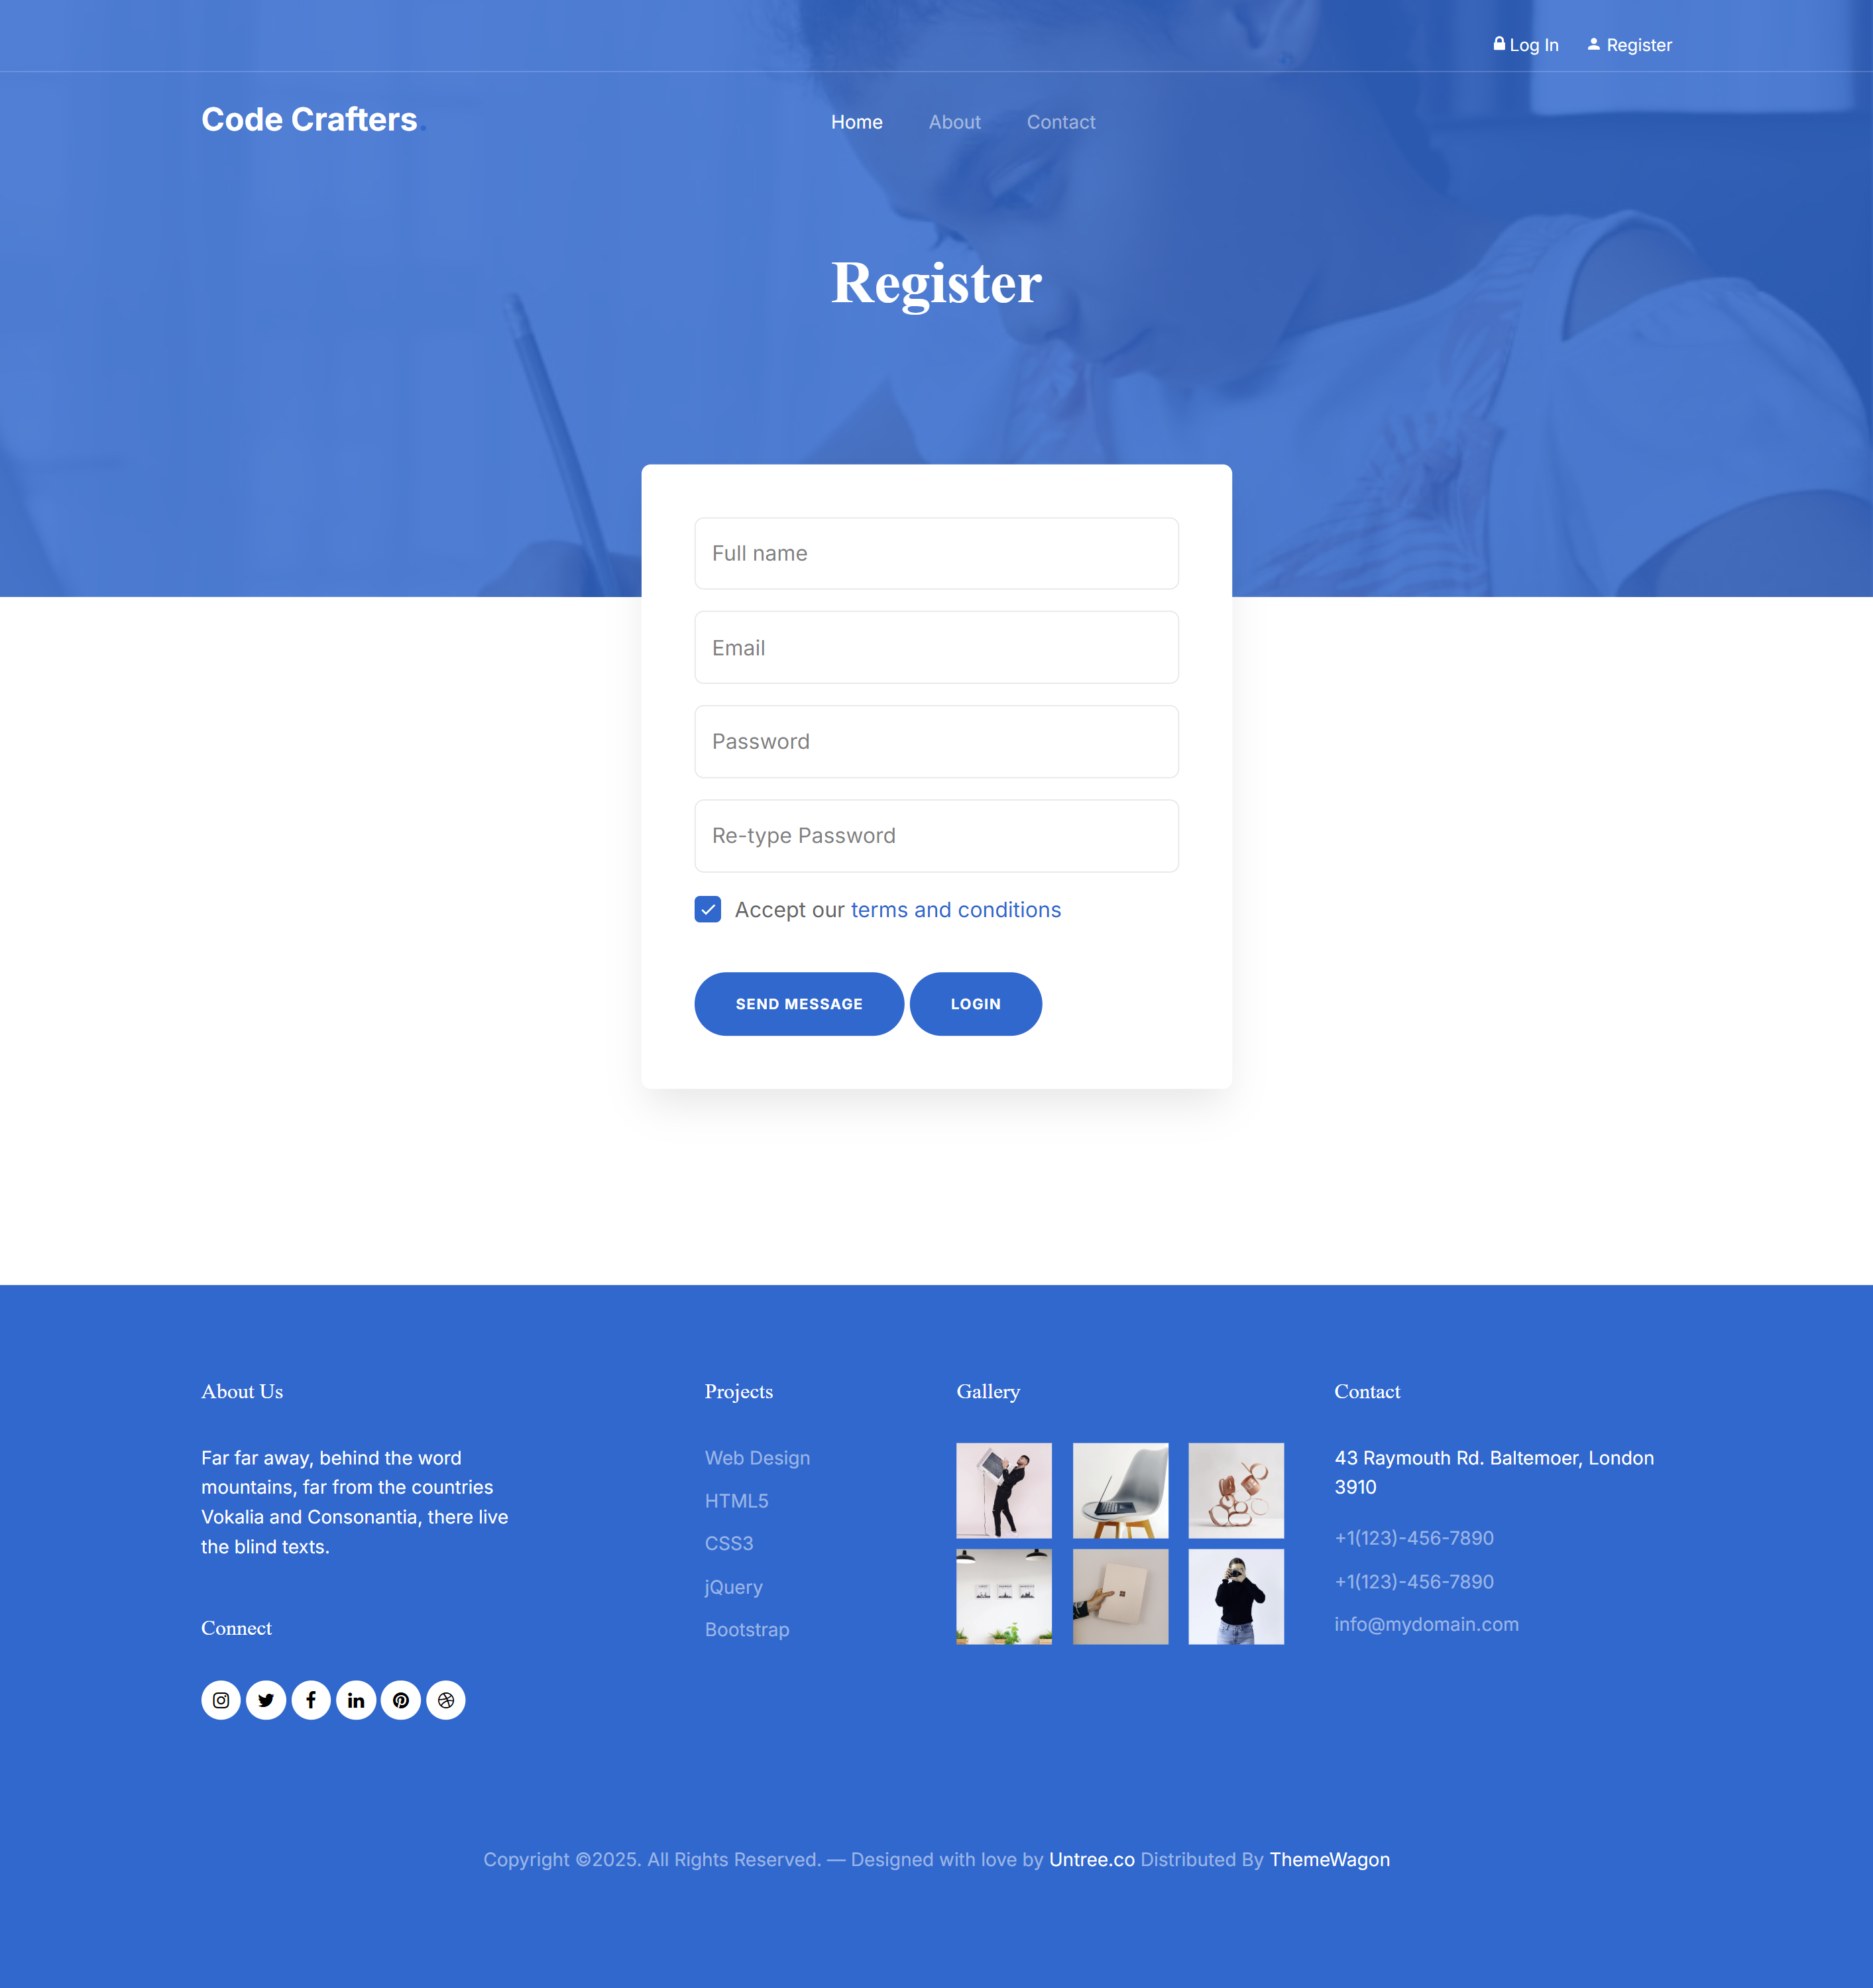 Log In
Register
Code Crafters.
Home
About
Contact
Register
Full name
Email
Password
Re-type Password
Accept our terms and conditions
SEND MESSAGE
LOGIN
About Us
Far far away, behind the word
mountains, far from the countries
Vokalia and Consonantia, there live
the blind texts.
Connect
Projects
Web Design
HTML5
CSS3
jQuery
Bootstrap
Gallery
Contact
43 Raymouth Rd. Baltemoer, London
3910
+1(123)-456-7890
+1(123)-456-7890
info@mydomain.com
Copyright ©2025. All Rights Reserved. — Designed with love by Untree.co Distributed By ThemeWagon